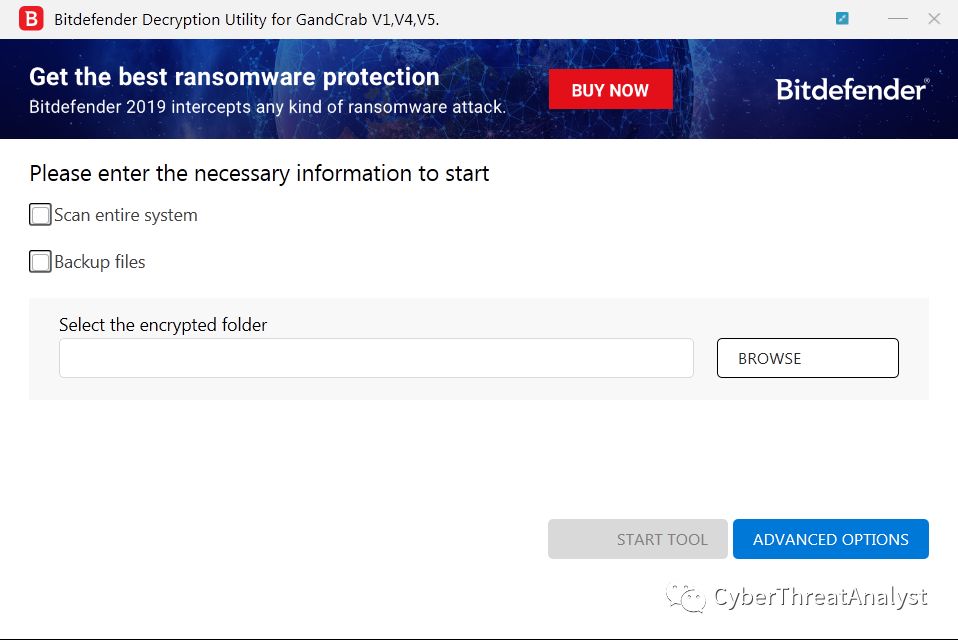 B Bitdefender Decryption Utility for GandCrab V1,V4,V5.
Get the best ransomware protection
Bitdefender 2019 intercepts any kind of ransomware attack.
BUY NOW
Bitdefender®
Please enter the necessary information to start
Scan entire system
Backup files
Select the encrypted folder
BROWSE
START TOOL
ADVANCED OPTIONS
CyberThreatAnalyst